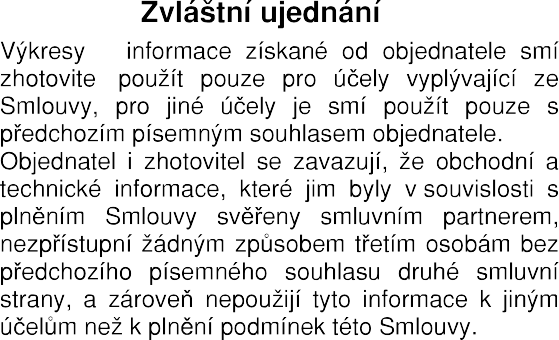 Zvláštní ujednání
Výkresy informace získané od objednatele smí
zhotovite použít pouze pro účely vyplývající ze
Smlouvy, pro jiné účely je smí použít pouze s
předchozím písemným souhlasem objednatele.
Objednatel i zhotovitel se zavazují, že obchodní a
technické informace, které jim byly v souvislosti s
plněním Smlouvy svěřeny smluvním partnerem,
nezpřístupní žádným způsobem třetím osobám bez
předchozího písemného souhlasu druhé smluvní
strany, a zároveň nepoužijí tyto informace k jiným
účelům než k plnění podmínek této Smlouvy.